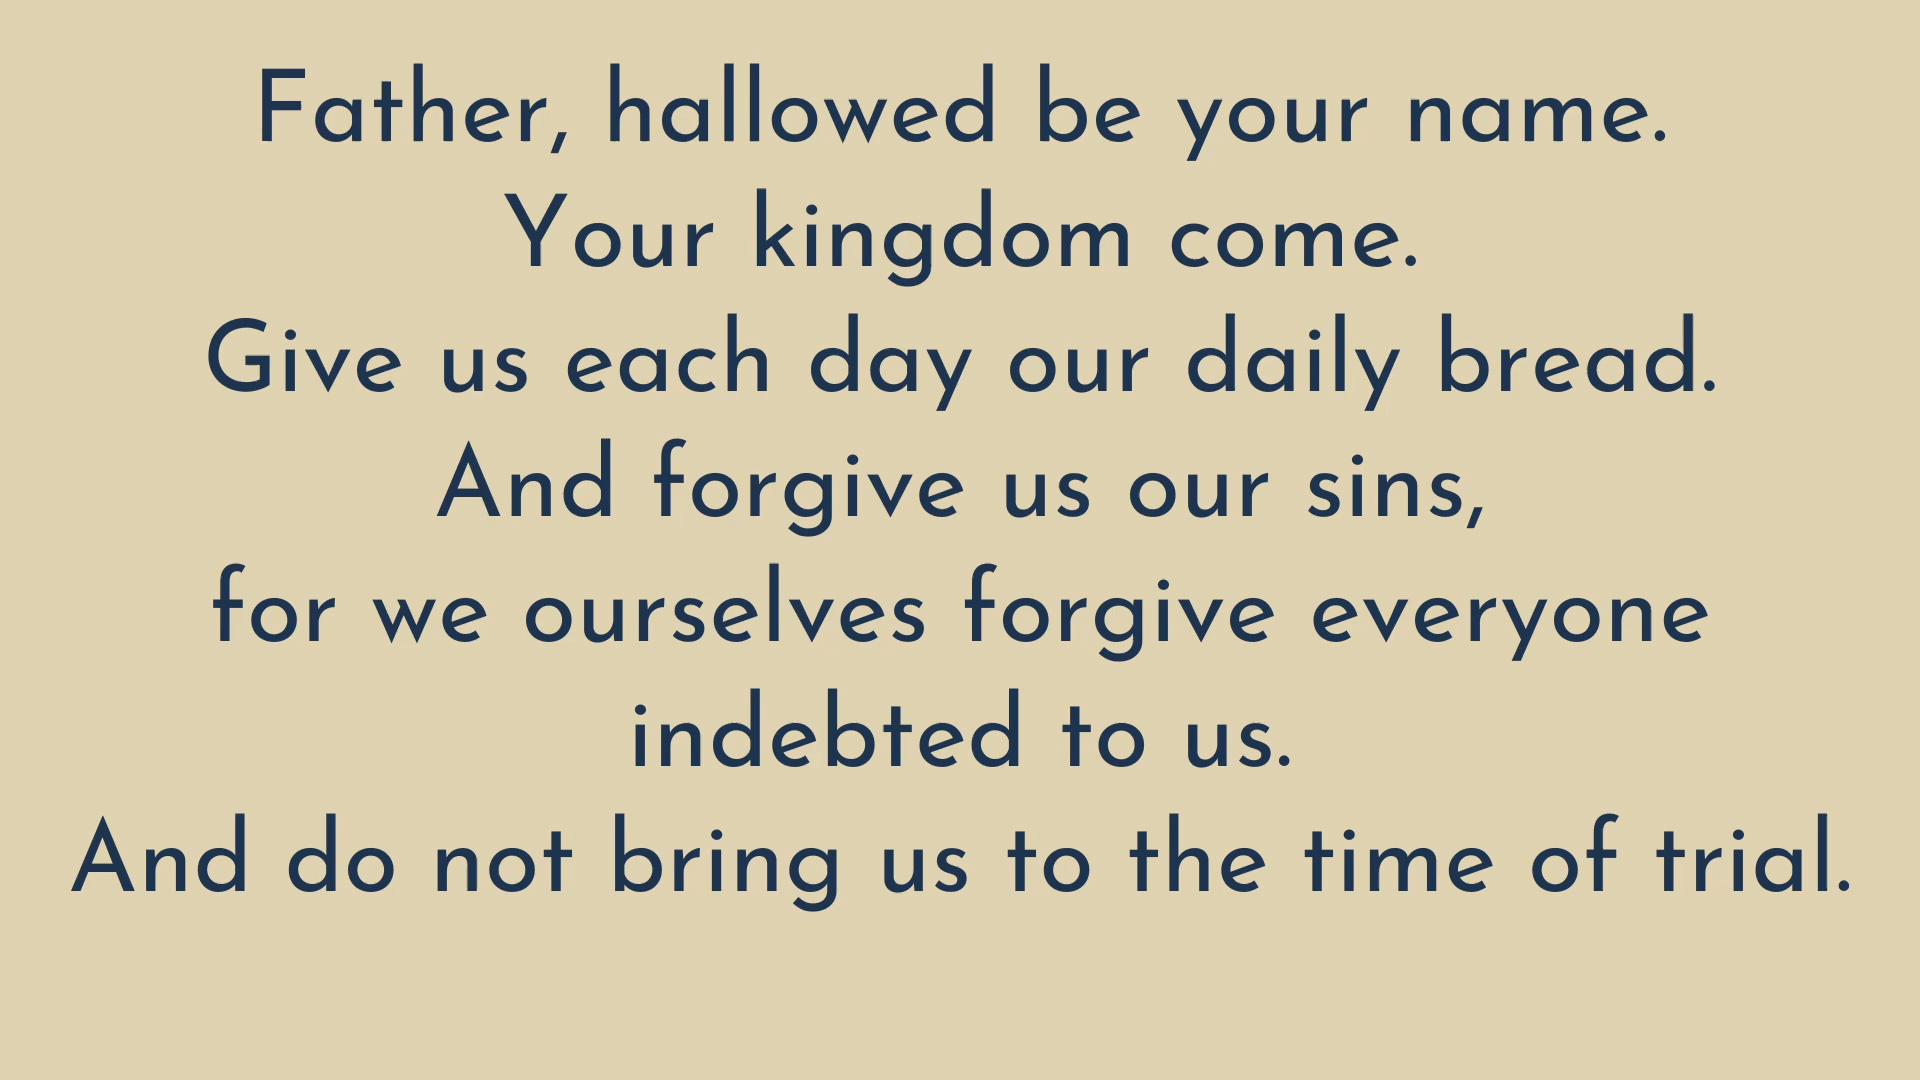 Father, hallowed be your name.
Your kingdom come.
Give us each day our daily bread.
And forgive us our sins,
for we ourselves forgive everyone
indebted to us.
And do not bring us to the time of trial.